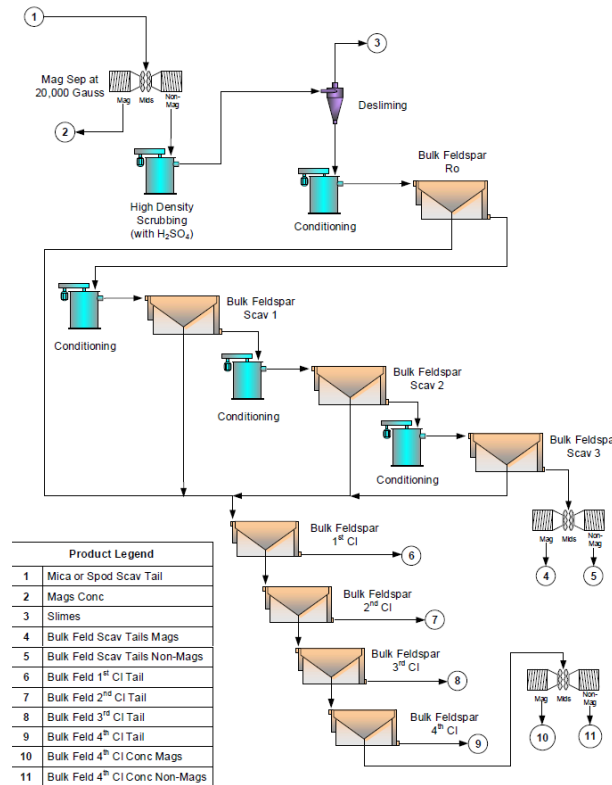 1
3
Mag Sep at
20,000 Gauss
Mag Mids Non-
Mag
2
Desliming
Bulk Feldspar
Ro
High Density
Scrubbing
(with H₂SO₄)
Conditioning
Bulk Feldspar
Scav 1
Conditioning
Bulk Feldspar
Scav 2
Conditioning
Bulk Feldspar
Scav 3
Conditioning
Mag Mids Non-
Mag
4
5
Bulk Feldspar
1ˢᵗ Cl
6
Bulk Feldspar
2ⁿᵈ Cl
7
Bulk Feldspar
3ʳᵈ Cl
8
Bulk Feldspar
4ᵗʰ Cl
9
Mag Mids Non-
Mag
10
11
Product Legend
1 Mica or Spod Scav Tail
2 Mags Conc
3 Slimes
4 Bulk Feld Scav Tails Mags
5 Bulk Feld Scav Tails Non-Mags
6 Bulk Feld 1ˢᵗ Cl Tail
7 Bulk Feld 2ⁿᵈ Cl Tail
8 Bulk Feld 3ʳᵈ Cl Tail
9 Bulk Feld 4ᵗʰ Cl Tail
10 Bulk Feld 4ᵗʰ Cl Conc Mags
11 Bulk Feld 4ᵗʰ Cl Conc Non-Mags